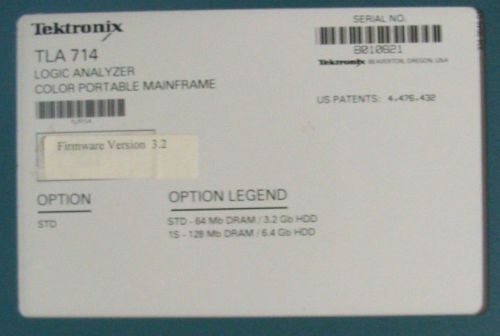 Tektronix
TLA 714
LOGIC ANALYZER
COLOR PORTABLE MAINFRAME
Firmware Version 3.2
OPTION
STD
OPTION LEGEND
STD - 64 Mb DRAM / 3.2 Gb HDD
1S - 128 Mb DRAM / 6.4 Gb HDD
SERIAL NO.
B010821
Tektronix BEAVERTON, OREGON, USA
US PATENTS: 4,476,432